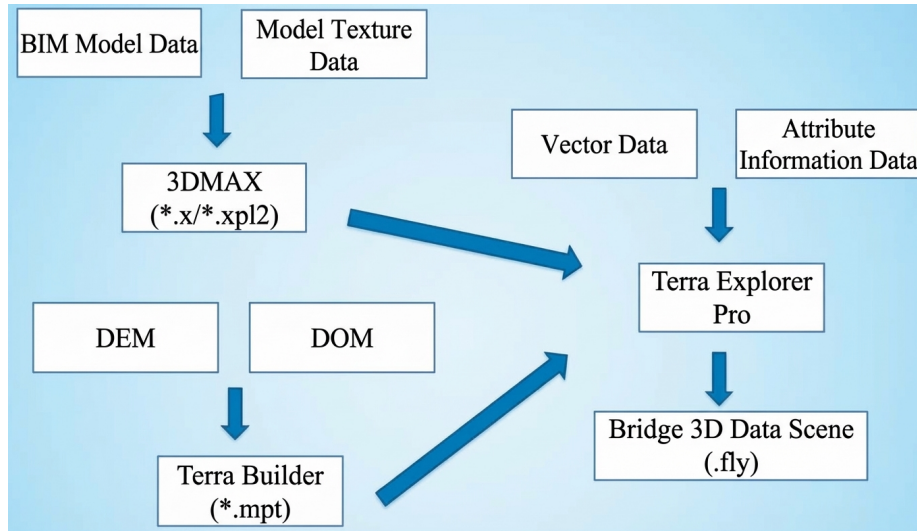 BIM Model Data
Model Texture
Data
3DMAX
(*.x/*.xpl2)
Vector Data
Attribute
Information Data
Terra Explorer
Pro
DEM
DOM
Terra Builder
(*.mpt)
Bridge 3D Data Scene
(.fly)